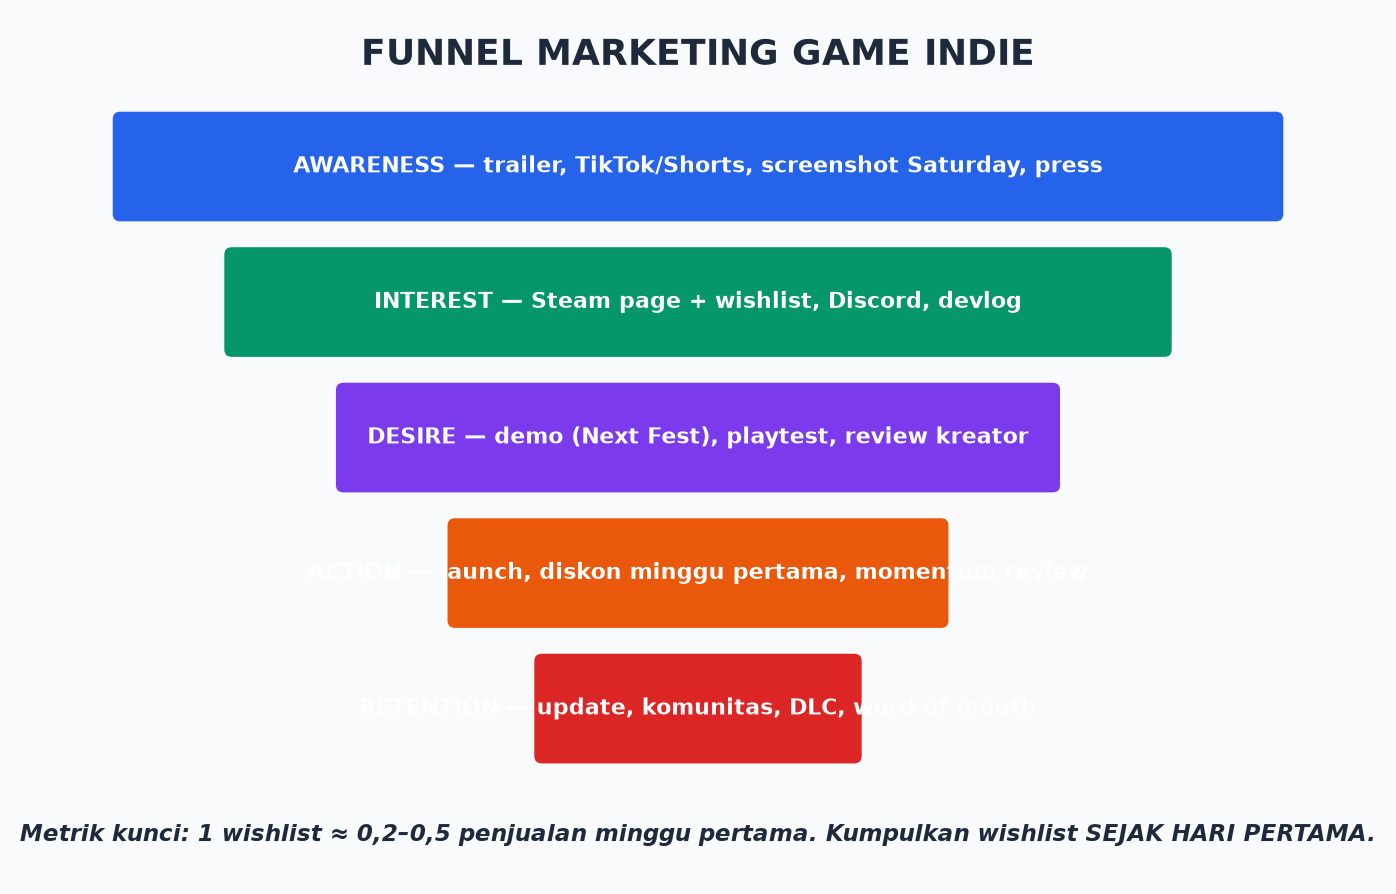 FUNNEL MARKETING GAME INDIE
AWARENESS — trailer, TikTok/Shorts, screenshot Saturday, press
INTEREST — Steam page + wishlist, Discord, devlog
DESIRE — demo (Next Fest), playtest, review kreator
ACTION — launch, diskon minggu pertama, momentum review
RETENTION — update, komunitas, DLC, word of mouth
Metrik kunci: 1 wishlist ≈ 0,2–0,5 penjualan minggu pertama. Kumpulkan wishlist SEJAK HARI PERTAMA.